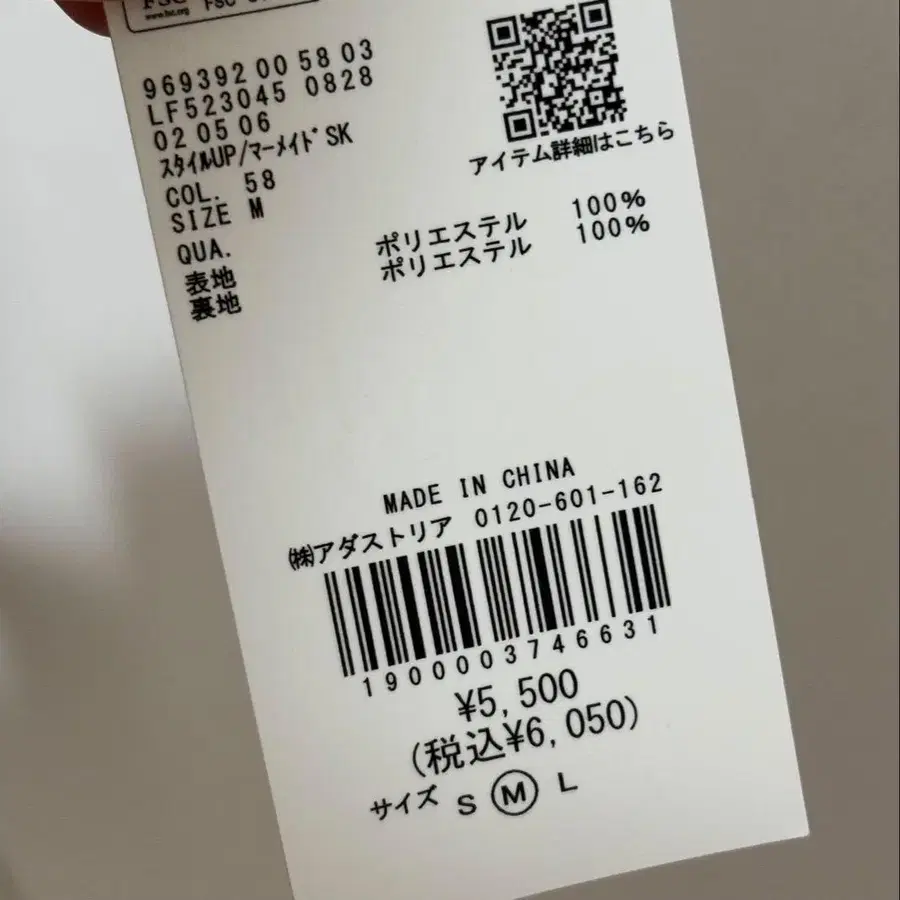 FSC
www.fsc.org
969392 00 58 03
LF523045 0828
02 05 06
スタイルUP/マーメイドSK
COL. 58
SIZE M
アイテム詳細はこちら
QUA.
表地 ポリエステル 100%
裏地 ポリエステル 100%
MADE IN CHINA
㈱アダストリア 0120-601-162
1900003746631
¥5,500
(税込¥6,050)
サイズ S M L